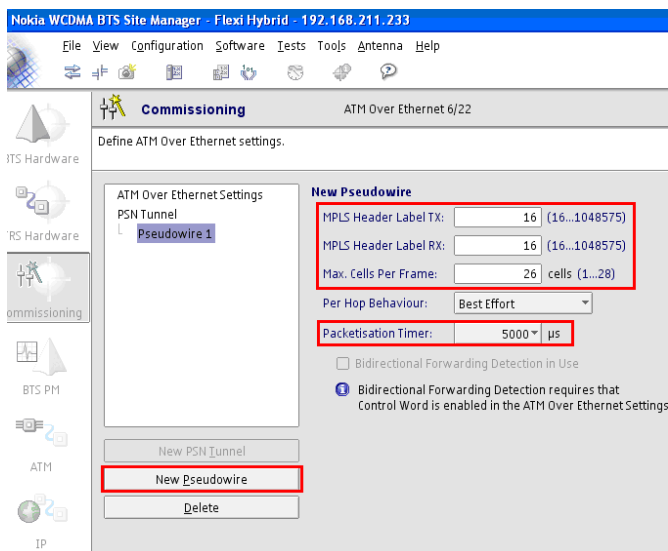 Nokia WCDMA BTS Site Manager - Flexi Hybrid - 192.168.211.233
File View Configuration Software Tests Tools Antenna Help
Commissioning
ATM Over Ethernet 6/22
Define ATM Over Ethernet settings.
BTS Hardware
TRS Hardware
ommissioning
BTS PM
ATM
IP
ATM Over Ethernet Settings
PSN Tunnel
Pseudowire 1
New PSN Tunnel
New Pseudowire
Delete
New Pseudowire
MPLS Header Label TX: 16 (16...1048575)
MPLS Header Label RX: 16 (16...1048575)
Max. Cells Per Frame: 26 cells (1...28)
Per Hop Behaviour: Best Effort
Packetisation Timer: 5000 µs
Bidirectional Forwarding Detection in Use
Bidirectional Forwarding Detection requires that
Control Word is enabled in the ATM Over Ethernet Settings